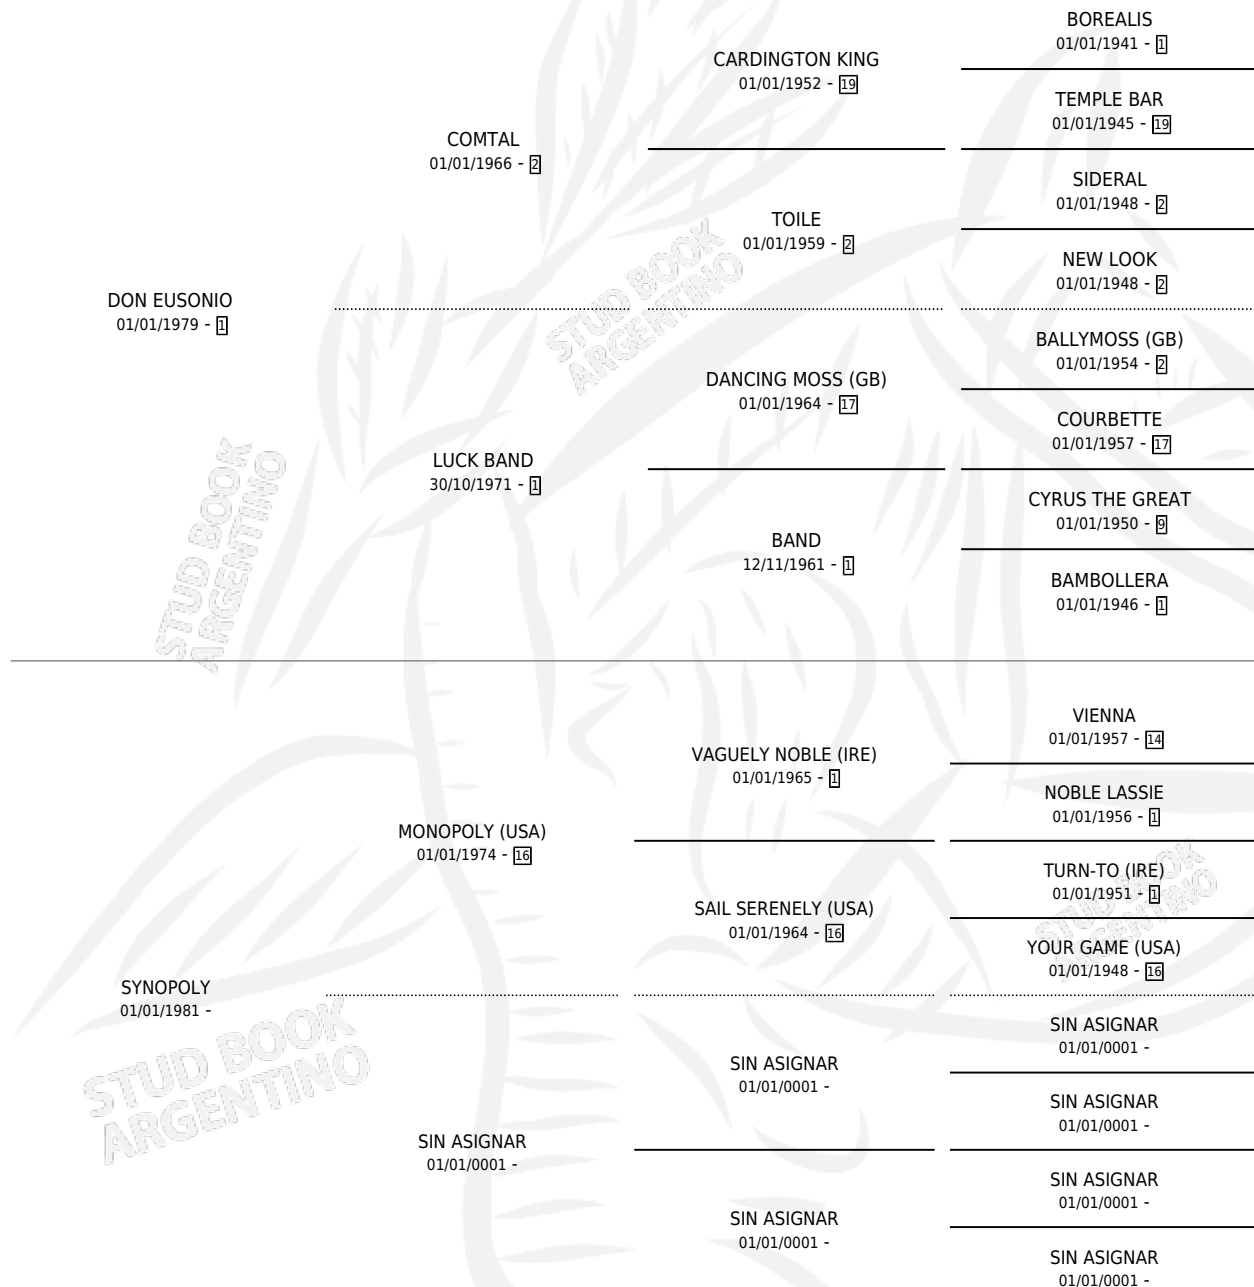 BOREALIS
01/01/1941 - 1
CARDINGTON KING
01/01/1952 - 19
TEMPLE BAR
01/01/1945 - 19
COMTAL
01/01/1966 - 2
SIDERAL
01/01/1948 - 2
TOILE
01/01/1959 - 2
NEW LOOK
01/01/1948 - 2
DON EUSONIO
01/01/1979 - 1
BALLYMOSS (GB)
01/01/1954 - 2
DANCING MOSS (GB)
01/01/1964 - 17
COURBETTE
01/01/1957 - 17
LUCK BAND
30/10/1971 - 1
CYRUS THE GREAT
01/01/1950 - 9
BAND
12/11/1961 - 1
BAMBOLLERA
01/01/1946 - 1
VIENNA
01/01/1957 - 14
VAGUELY NOBLE (IRE)
01/01/1965 - 1
NOBLE LASSIE
01/01/1956 - 1
MONOPOLY (USA)
01/01/1974 - 16
TURN-TO (IRE)
01/01/1951 - 1
SAIL SERENELY (USA)
01/01/1964 - 16
YOUR GAME (USA)
01/01/1948 - 16
SYNOPOLY
01/01/1981 -
SIN ASIGNAR
01/01/0001 -
SIN ASIGNAR
01/01/0001 -
SIN ASIGNAR
01/01/0001 -
SIN ASIGNAR
01/01/0001 -
SIN ASIGNAR
01/01/0001 -
SIN ASIGNAR
01/01/0001 -
SIN ASIGNAR
01/01/0001 -
STUD BOOK
ARGENTINO
STUD BOOK
ARGENTINO
STUD BOOK
ARGENTINO
STUD BOOK
ARGENTINO